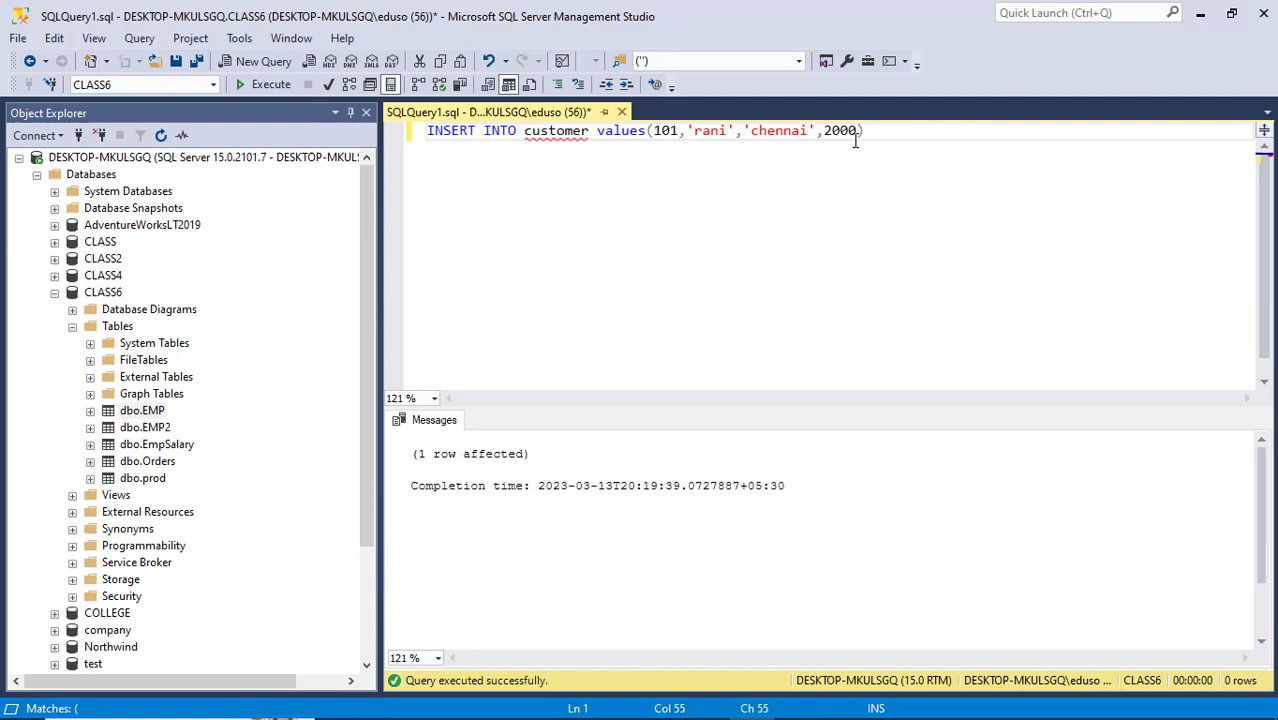 SQLQuery1.sql - DESKTOP-MKULSGQ.CLASS6 (DESKTOP-MKULSGQ\eduso (56))* - Microsoft SQL Server Management Studio
Quick Launch (Ctrl+Q)
File Edit View Query Project Tools Window Help
New Query
MDX DMX XMLA DAX
('')
CLASS6
Execute
Object Explorer
SQLQuery1.sql - D...KULSGQ\eduso (56))*
Connect
INSERT INTO customer values(101,'rani','chennai',2000)
DESKTOP-MKULSGQ (SQL Server 15.0.2101.7 - DESKTOP-MKUL
Databases
System Databases
Database Snapshots
AdventureWorksLT2019
CLASS
CLASS2
CLASS4
CLASS6
Database Diagrams
Tables
System Tables
FileTables
External Tables
Graph Tables
dbo.EMP
dbo.EMP2
dbo.EmpSalary
dbo.Orders
dbo.prod
Views
External Resources
Synonyms
Programmability
Service Broker
Storage
Security
COLLEGE
company
Northwind
test
121 %
Messages
(1 row affected)
Completion time: 2023-03-13T20:19:39.0727887+05:30
121 %
Query executed successfully.
DESKTOP-MKULSGQ (15.0 RTM) DESKTOP-MKULSGQ\eduso ... CLASS6 00:00:00 0 rows
Matches: (
Ln 1 Col 55 Ch 55 INS